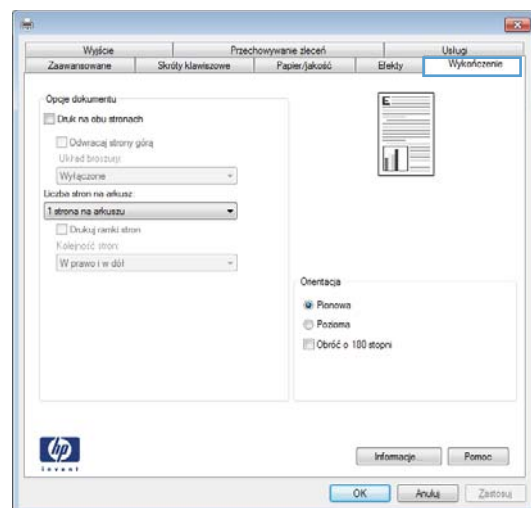 Wyjście Przechowywanie zleceń Usługi
Zaawansowane Skróty klawiszowe Papier/jakość Efekty Wykończenie
Opcje dokumentu
Druk na obu stronach
Odwracaj strony górą
Układ broszury:
Wyłączone
Liczba stron na arkusz:
1 strona na arkuszu
Drukuj ramki stron
Kolejność stron:
W prawo i w dół
E
Orientacja
Pionowa
Pozioma
Obróć o 180 stopni
hp
invent
Informacje... Pomoc
OK Anuluj Zastosuj